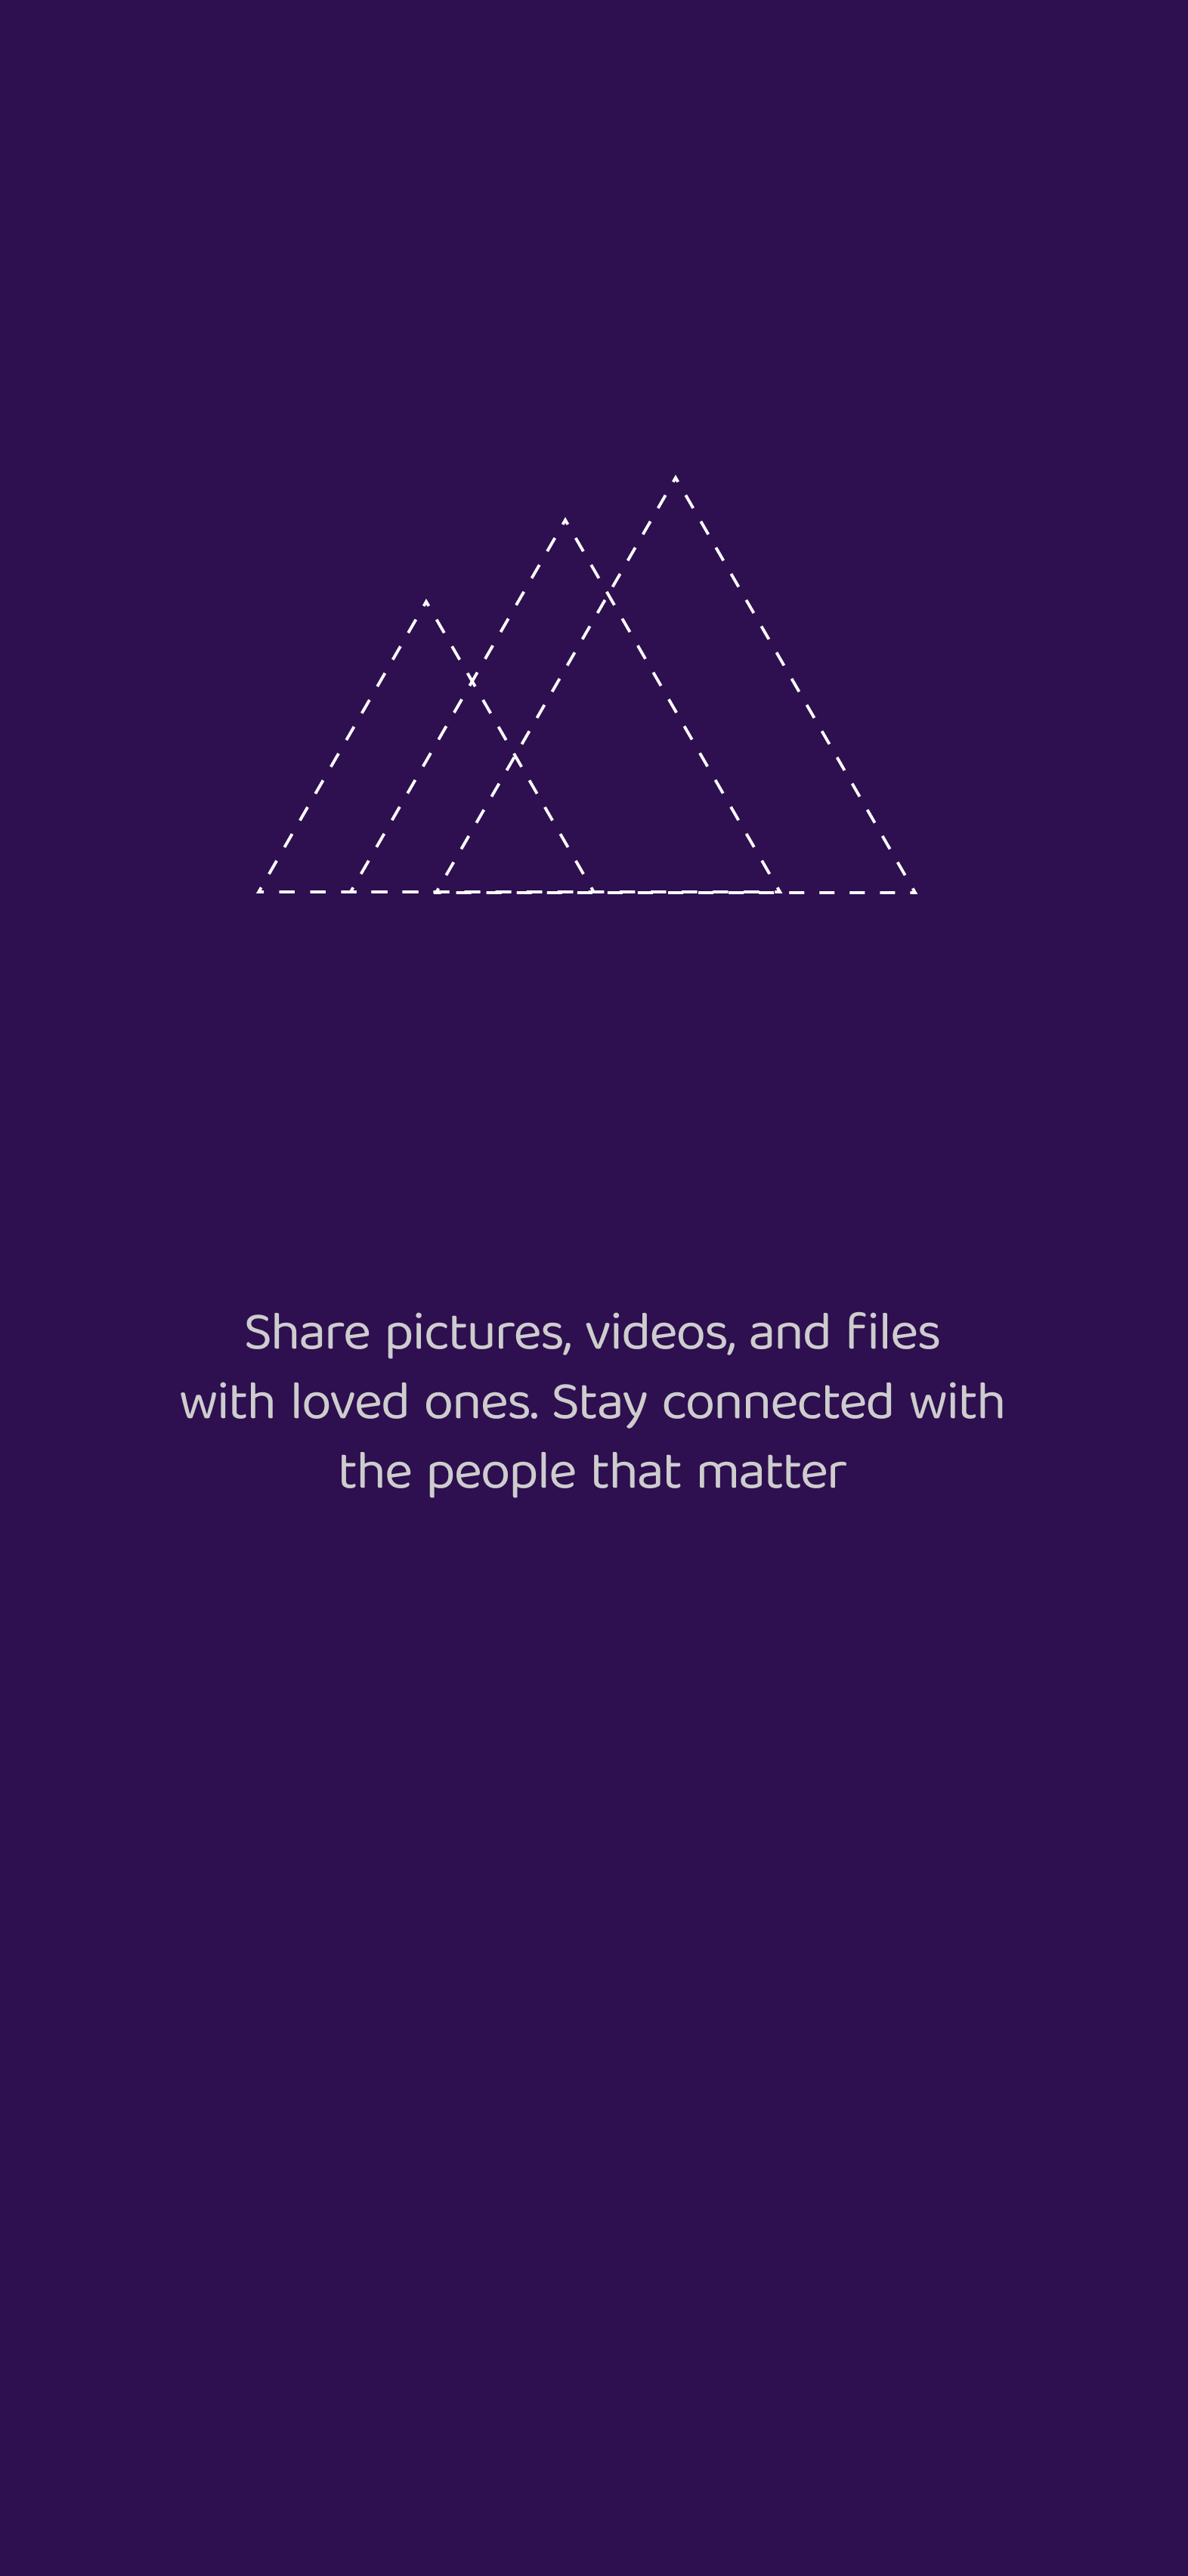 Share pictures, videos, and files
with loved ones. Stay connected with
the people that matter